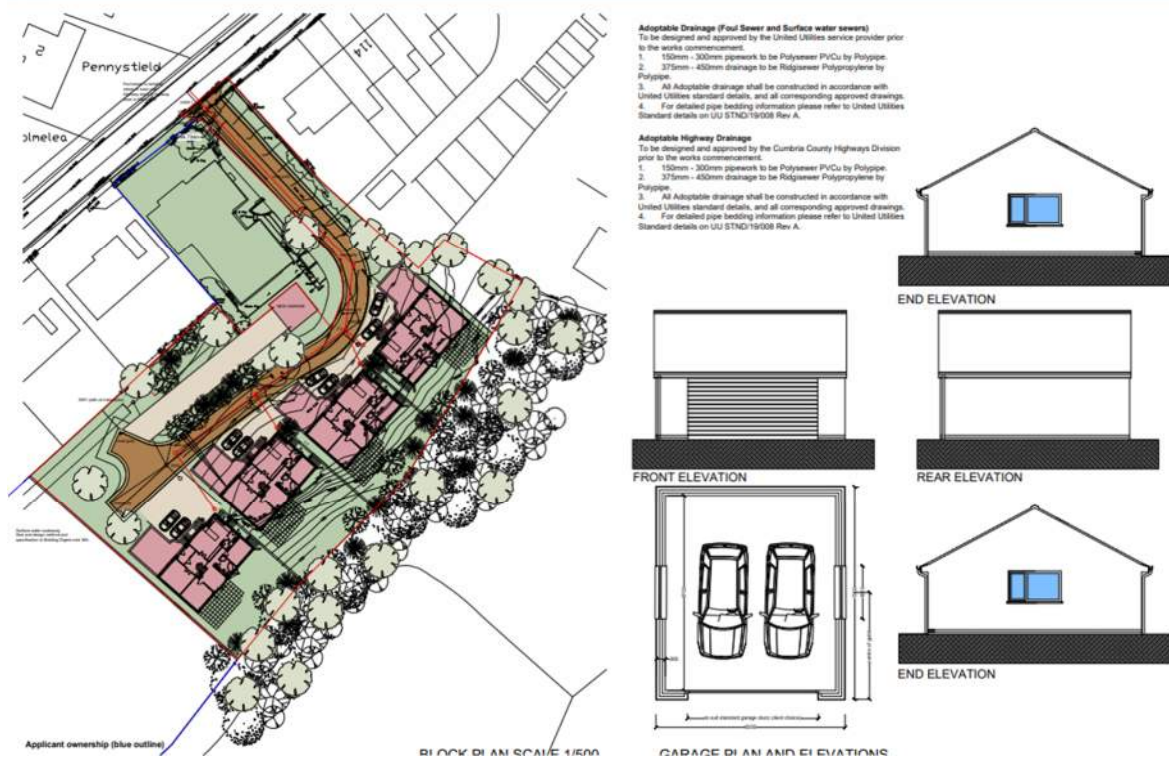 2
Pennystield
olmelea
114
NEW GARAGE
Applicant ownership (blue outline)
BLOCK PLAN SCALE 1/500
Adoptable Drainage (Foul Sewer and Surface water sewers)
To be designed and approved by the United Utilities service provider prior
to the works commencement.
1. 150mm - 300mm pipework to be Polysewer PVCu by Polypipe.
2. 375mm - 450mm drainage to be Ridgisewer Polypropylene by
Polypipe.
3. All Adoptable drainage shall be constructed in accordance with
United Utilities standard details, and all corresponding approved drawings.
4. For detailed pipe bedding information please refer to United Utilities
Standard details on UU STND/19/008 Rev A.
Adoptable Highway Drainage
To be designed and approved by the Cumbria County Highways Division
prior to the works commencement.
1. 150mm - 300mm pipework to be Polysewer PVCu by Polypipe.
2. 375mm - 450mm drainage to be Ridgisewer Polypropylene by
Polypipe.
3. All Adoptable drainage shall be constructed in accordance with
United Utilities standard details, and all corresponding approved drawings.
4. For detailed pipe bedding information please refer to United Utilities
Standard details on UU STND/19/008 Rev A.
END ELEVATION
FRONT ELEVATION
REAR ELEVATION
END ELEVATION
GARAGE PLAN AND ELEVATIONS